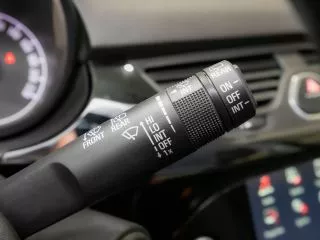 FRONT
REAR
HI
LO
INT
OFF
1x
REAR
ON
OFF
INT